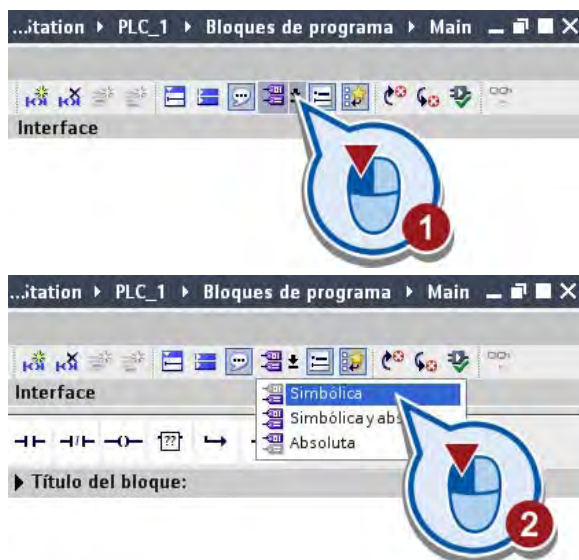 ...itation ▸ PLC_1 ▸ Bloques de programa ▸ Main
Interface
1
...itation ▸ PLC_1 ▸ Bloques de programa ▸ Main
Interface
Simbólica
Simbólica y abs
Absoluta
??
Título del bloque:
2